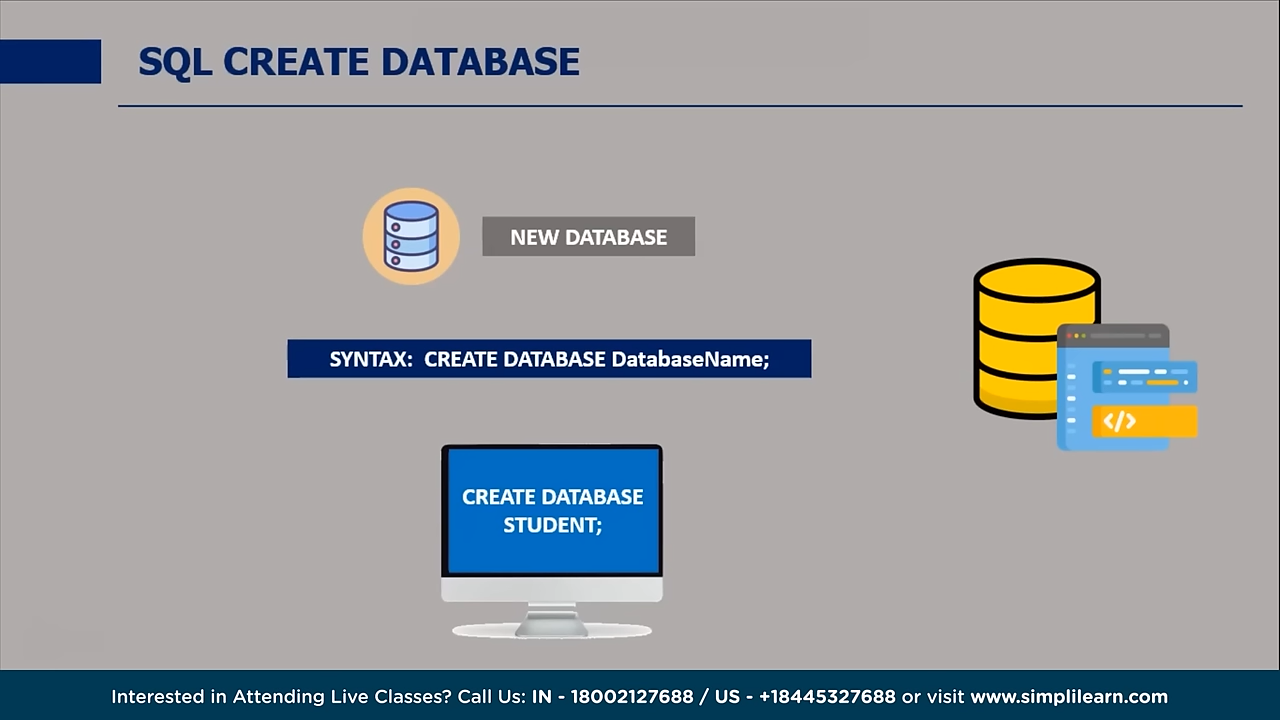 SQL CREATE DATABASE
NEW DATABASE
SYNTAX: CREATE DATABASE DatabaseName;
CREATE DATABASE
STUDENT;
</>
Interested in Attending Live Classes? Call Us: IN - 18002127688 / US - +18445327688 or visit www.simplilearn.com